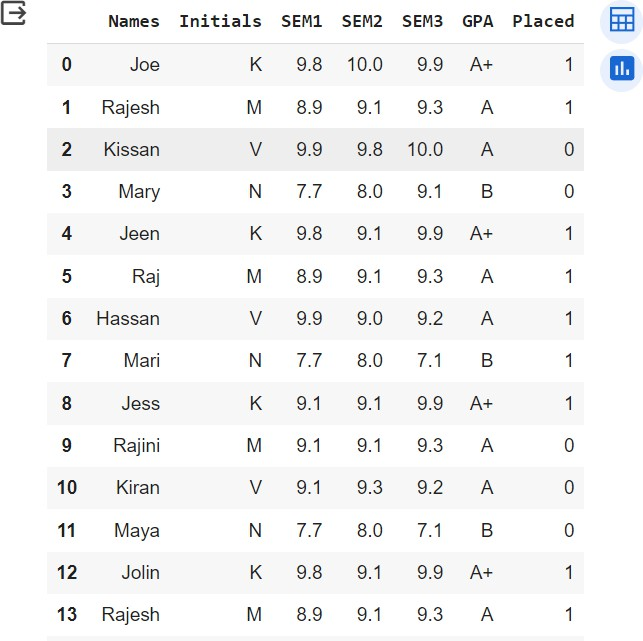 Names Initials SEM1 SEM2 SEM3 GPA Placed
0 Joe K 9.8 10.0 9.9 A+ 1
1 Rajesh M 8.9 9.1 9.3 A 1
2 Kissan V 9.9 9.8 10.0 A 0
3 Mary N 7.7 8.0 9.1 B 0
4 Jeen K 9.8 9.1 9.9 A+ 1
5 Raj M 8.9 9.1 9.3 A 1
6 Hassan V 9.9 9.0 9.2 A 1
7 Mari N 7.7 8.0 7.1 B 1
8 Jess K 9.1 9.1 9.9 A+ 1
9 Rajini M 9.1 9.1 9.3 A 0
10 Kiran V 9.1 9.3 9.2 A 0
11 Maya N 7.7 8.0 7.1 B 0
12 Jolin K 9.8 9.1 9.9 A+ 1
13 Rajesh M 8.9 9.1 9.3 A 1